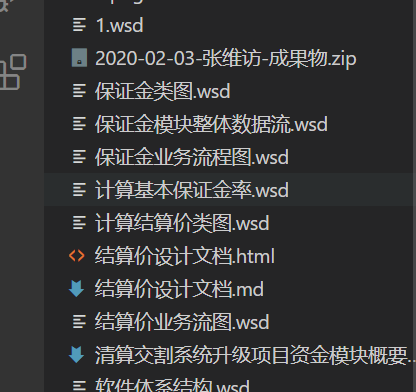 1.wsd
2020-02-03-张维访-成果物.zip
保证金类图.wsd
保证金模块整体数据流.wsd
保证金业务流程图.wsd
计算基本保证金率.wsd
计算结算价类图.wsd
结算价设计文档.html
结算价设计文档.md
结算价业务流图.wsd
清算交割系统升级项目资金模块概要...
软件体系结构.wsd